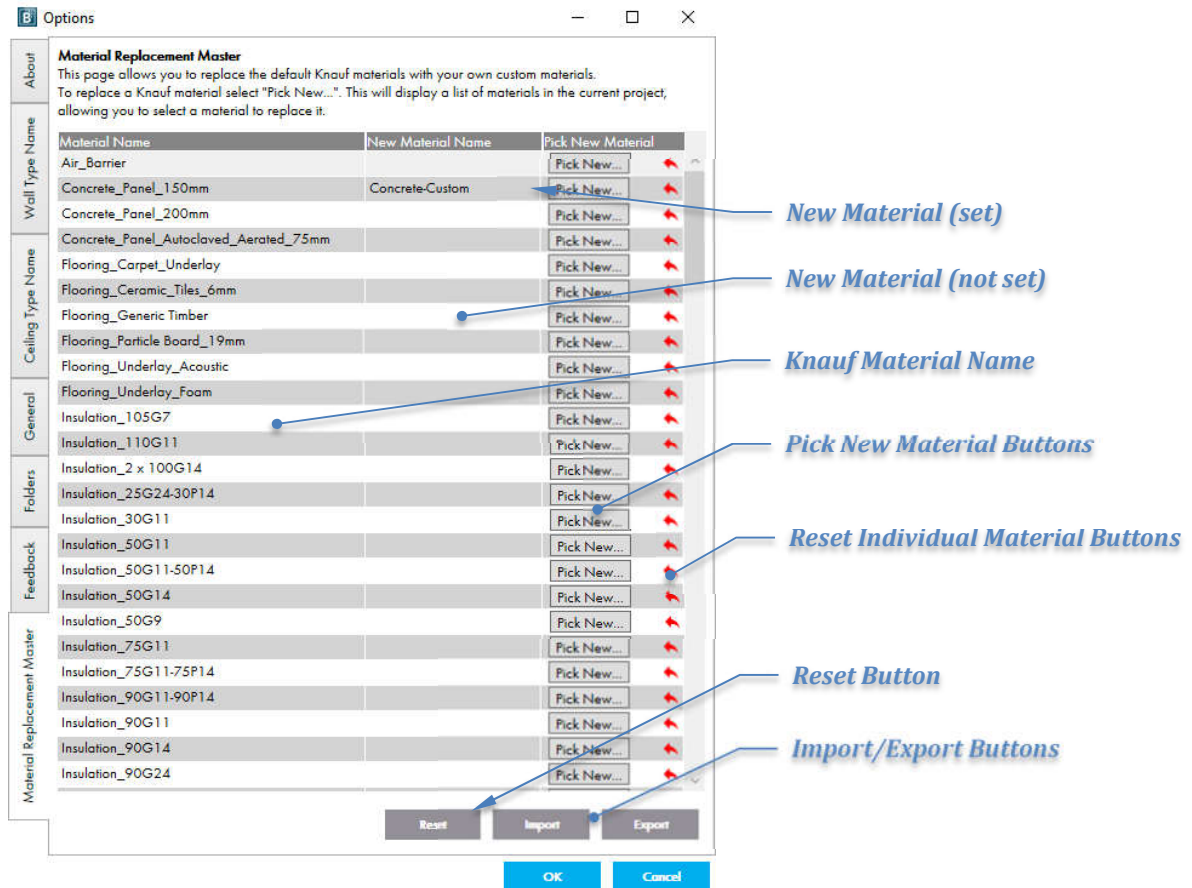 B Options
Material Replacement Master
This page allows you to replace the default Knauf materials with your own custom materials.
To replace a Knauf material select "Pick New...". This will display a list of materials in the current project,
allowing you to select a material to replace it.
About
Wall Type Name
Ceiling Type Name
General
Folders
Feedback
Material Replacement Master
Material Name New Material Name Pick New Material
Air_Barrier Pick New...
Concrete_Panel_150mm Concrete-Custom Pick New...
Concrete_Panel_200mm Pick New...
Concrete_Panel_Autoclaved_Aerated_75mm Pick New...
Flooring_Carpet_Underlay Pick New...
Flooring_Ceramic_Tiles_6mm Pick New...
Flooring_Generic Timber Pick New...
Flooring_Particle Board_19mm Pick New...
Flooring_Underlay_Acoustic Pick New...
Flooring_Underlay_Foam Pick New...
Insulation_105G7 Pick New...
Insulation_110G11 Pick New...
Insulation_2 x 100G14 Pick New...
Insulation_25G24-30P14 Pick New...
Insulation_30G11 Pick New...
Insulation_50G11 Pick New...
Insulation_50G11-50P14 Pick New...
Insulation_50G14 Pick New...
Insulation_50G9 Pick New...
Insulation_75G11 Pick New...
Insulation_75G11-75P14 Pick New...
Insulation_90G11-90P14 Pick New...
Insulation_90G11 Pick New...
Insulation_90G14 Pick New...
Insulation_90G24 Pick New...
Reset Import Export
OK Cancel
New Material (set)
New Material (not set)
Knauf Material Name
Pick New Material Buttons
Reset Individual Material Buttons
Reset Button
Import/Export Buttons